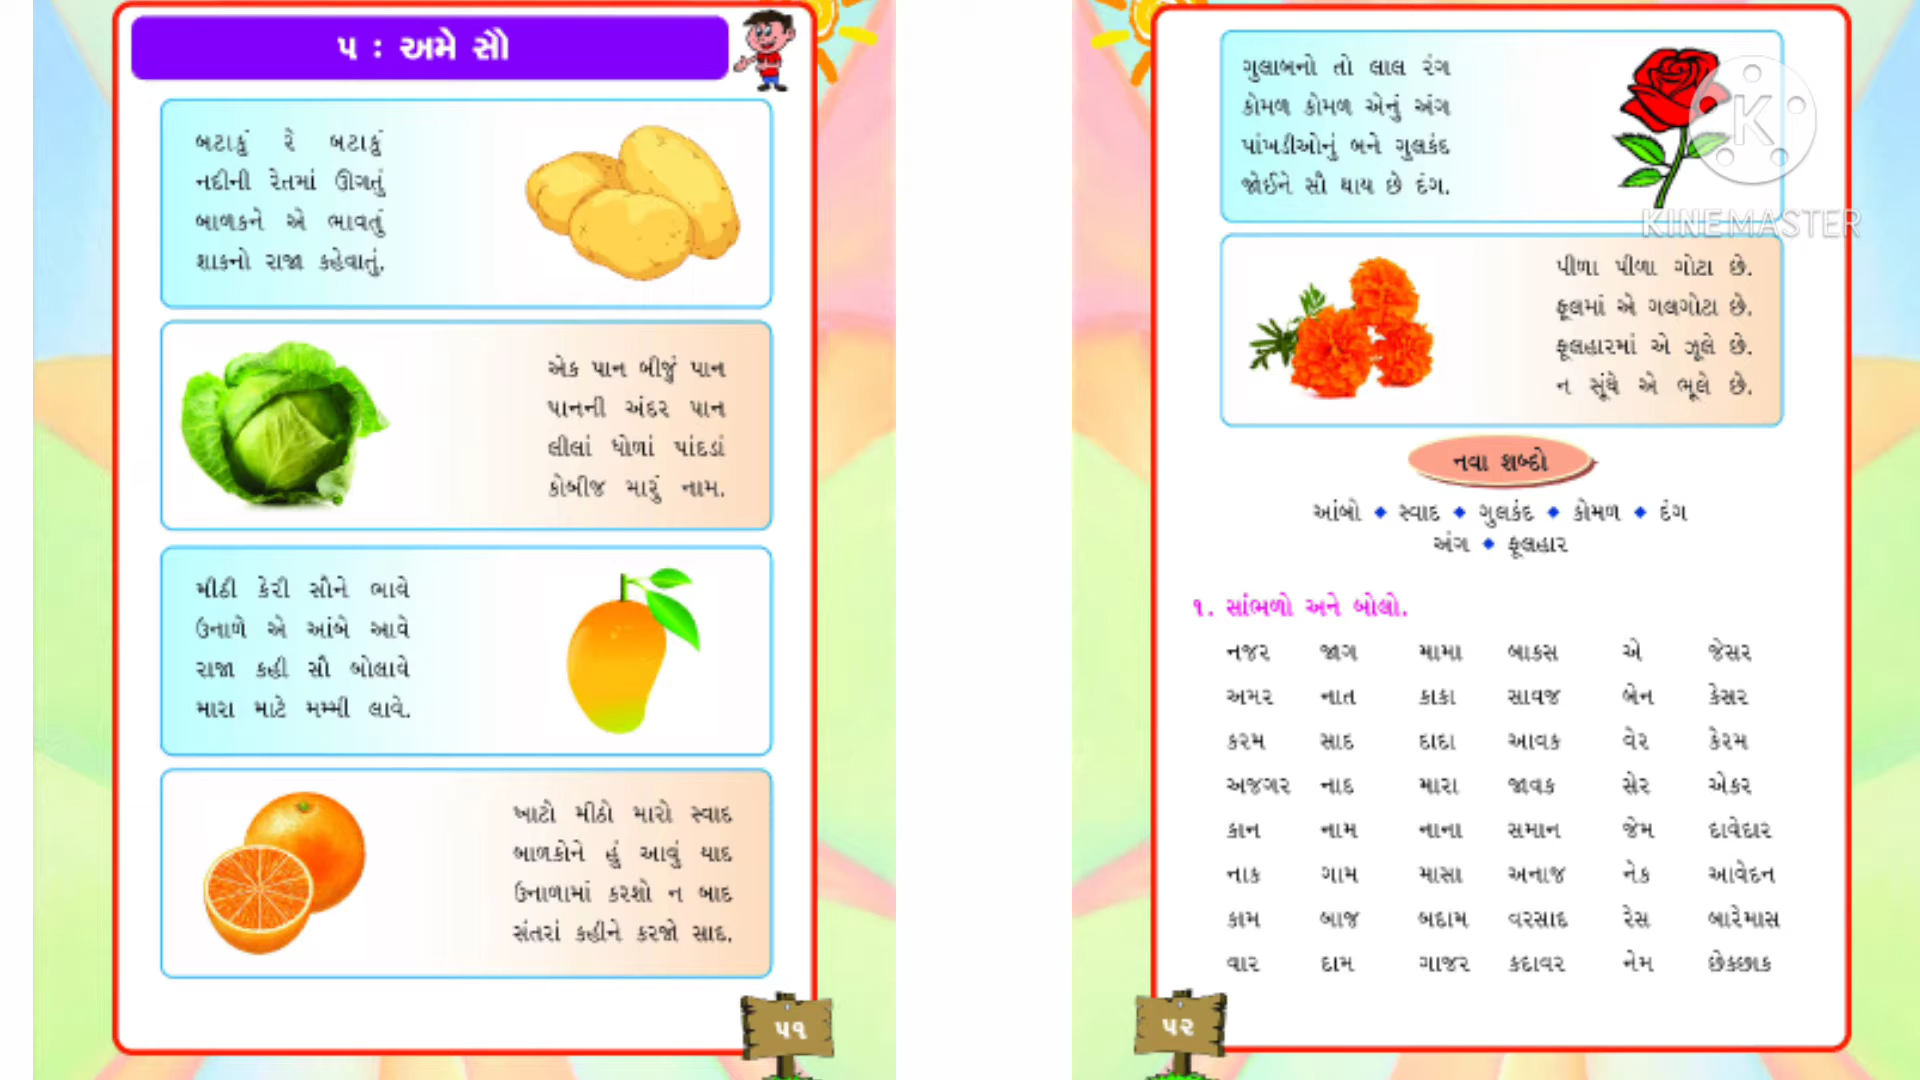 ૫ : અમે સૌ
બટાકું રે બટાકું
નદીની રેતમાં ઊગતું
બાળકને એ ભાવતું
શાકનો રાજા કહેવાતું.
એક પાન બીજું પાન
પાનની અંદર પાન
લીલાં ધોળાં પાંદડાં
કોબીજ મારું નામ.
મીઠી કેરી સૌને ભાવે
ઉનાળે એ આંબે આવે
રાજા કહી સૌ બોલાવે
મારા માટે મમ્મી લાવે.
ખાટો મીઠો મારો સ્વાદ
બાળકોને હું આવું યાદ
ઉનાળામાં કરશો ન બાદ
સંતરાં કહીને કરજો સાદ.
૫૧
ગુલાબનો તો લાલ રંગ
કોમળ કોમળ એનું અંગ
પાંખડીઓનું બને ગુલકંદ
જોઈને સૌ થાય છે દંગ.
K
KINEMASTER
પીળા પીળા ગોટા છે.
ફૂલમાં એ ગલગોટા છે.
ફૂલહારમાં એ ઝૂલે છે.
ન સૂંઘે એ ભૂલે છે.
નવા શબ્દો
આંબો ◆ સ્વાદ ◆ ગુલકંદ ◆ કોમળ ◆ દંગ
અંગ ◆ ફૂલહાર
૧. સાંભળો અને બોલો.
નજર જાગ મામા બાકસ એ જેસર
અમર નાત કાકા સાવજ બેન કેસર
કરમ સાદ દાદા આવક વેર કેરમ
અજગર નાદ મારા જાવક સેર એકર
કાન નામ નાના સમાન જેમ દાવેદાર
નાક ગામ માસા અનાજ નેક આવેદન
કામ બાજ બદામ વરસાદ રેસ બારેમાસ
વાર દામ ગાજર કદાવર નેમ છેકછાક
૫૨